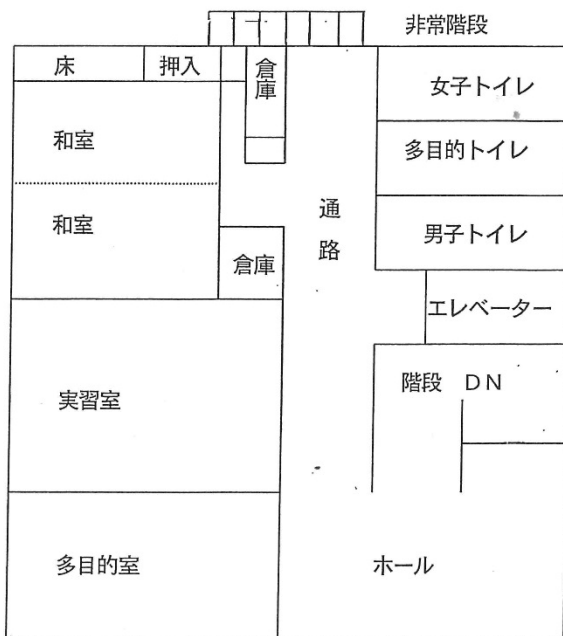 非常階段
床
押入
倉庫
女子トイレ
和室
多目的トイレ
通路
和室
男子トイレ
倉庫
エレベーター
階段 DN
実習室
多目的室
ホール